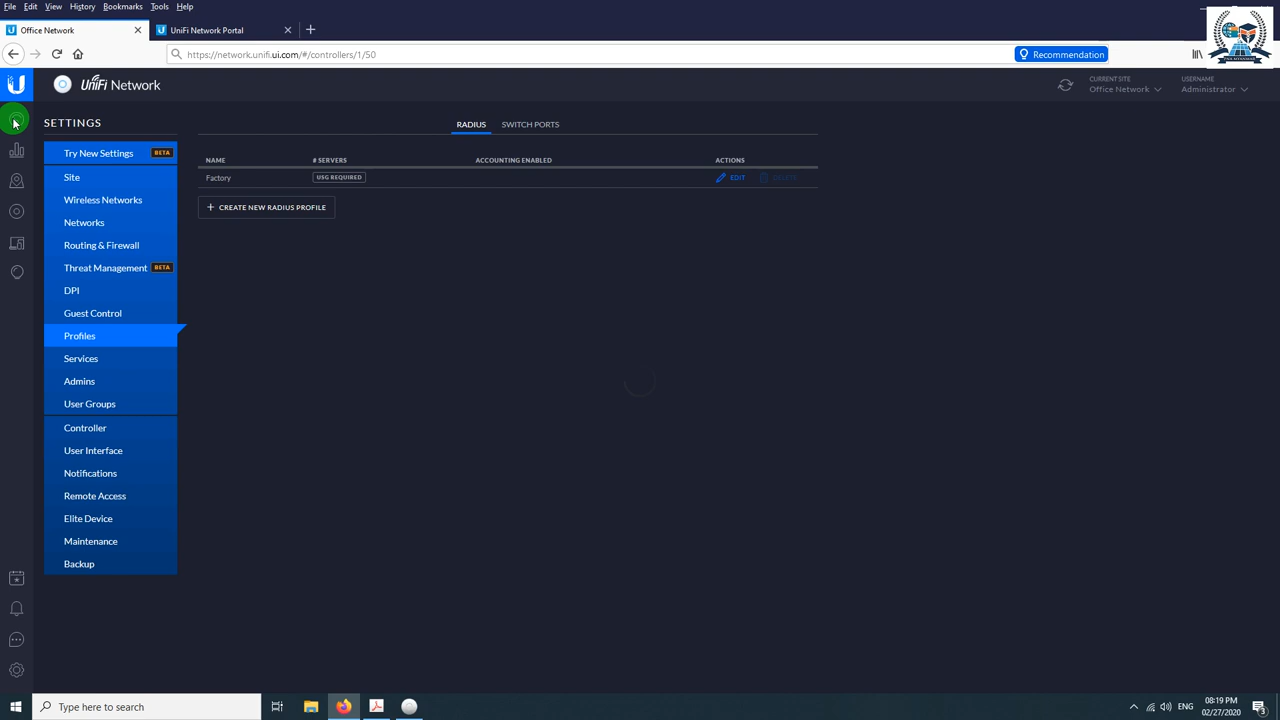 File Edit View History Bookmarks Tools Help
Office Network
UniFi Network Portal
https://network.unifi.ui.com/#/controllers/1/50
Recommendation
UniFi Network
CURRENT SITE
Office Network
USERNAME
Administrator
SETTINGS
Try New Settings BETA
Site
Wireless Networks
Networks
Routing & Firewall
Threat Management BETA
DPI
Guest Control
Profiles
Services
Admins
User Groups
Controller
User Interface
Notifications
Remote Access
Elite Device
Maintenance
Backup
RADIUS SWITCH PORTS
NAME # SERVERS ACCOUNTING ENABLED ACTIONS
Factory USG REQUIRED EDIT DELETE
CREATE NEW RADIUS PROFILE
Type here to search
ENG
08:19 PM
02/27/2020
3